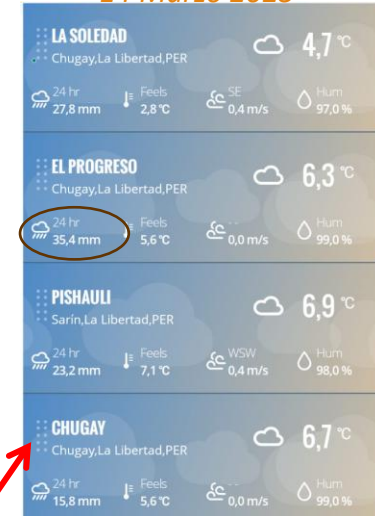 LA SOLEDAD
4,7 °C
Chugay,La Libertad,PER
24 hr Feels SE Hum
27,8 mm 2,8 °C 0,4 m/s 97,0 %
EL PROGRESO
6,3 °C
Chugay,La Libertad,PER
24 hr Feels - - Hum
35,4 mm 5,6 °C 0,0 m/s 99,0 %
PISHAULI
6,9 °C
Sarín,La Libertad,PER
24 hr Feels WSW Hum
23,2 mm 7,1 °C 0,4 m/s 98,0 %
CHUGAY
6,7 °C
Chugay,La Libertad,PER
24 hr Feels - - Hum
15,8 mm 5,6 °C 0,0 m/s 99,0 %